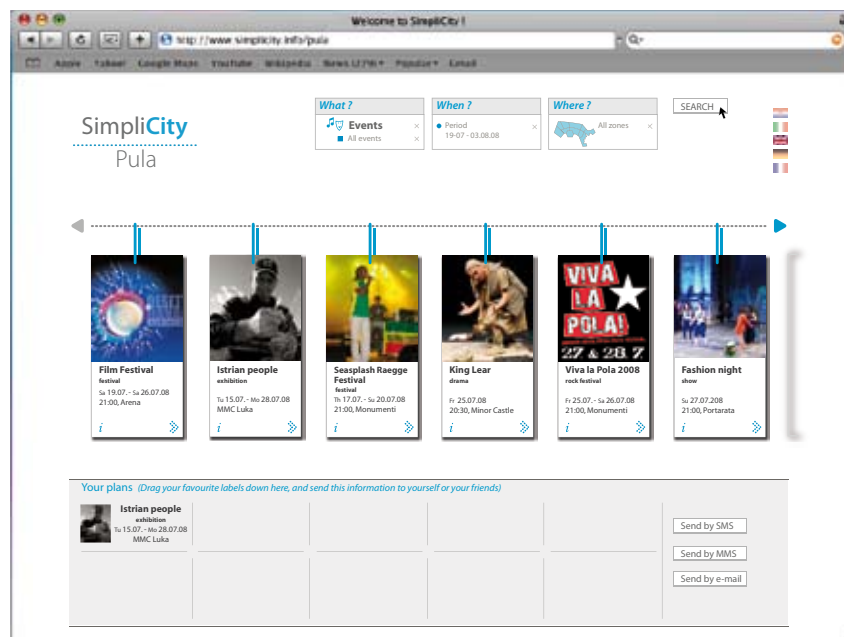 Welcome to SimpliCity !
http://www.simplicity.info/pula
Q
Apple Yahoo! Google Maps YouTube Wikipedia News (279) Popular
What ?
When ?
Where ?
SEARCH
Events
All events
Period
19-07 - 03.08.08
All zones
SimpliCity
Pula
Film Festival
festival
Sa 19.07. - Sa 26.07.08
21:00, Arena
i
Istrian people
exhibition
Tu 15.07. - Mo 28.07.08
MMC Luka
i
Seasplash Raegge
Festival
festival
Th 17.07. - Su 20.07.08
21:00, Monumenti
i
King Lear
drama
Fr 25.07.08
20:30, Minor Castle
i
VIVA
LA
POLA!
27 & 28. 7
Viva la Pola 2008
rock festival
Fr 25.07. - Sa 26.07.08
21:00, Monumenti
i
Fashion night
show
Su 27.07.208
21:00, Portarata
i
Your plans (Drag your favourite labels down here, and send this information to yourself or your friends)
Istrian people
exhibition
Tu 15.07. - Mo 28.07.08
MMC Luka
Send by SMS
Send by MMS
Send by e-mail